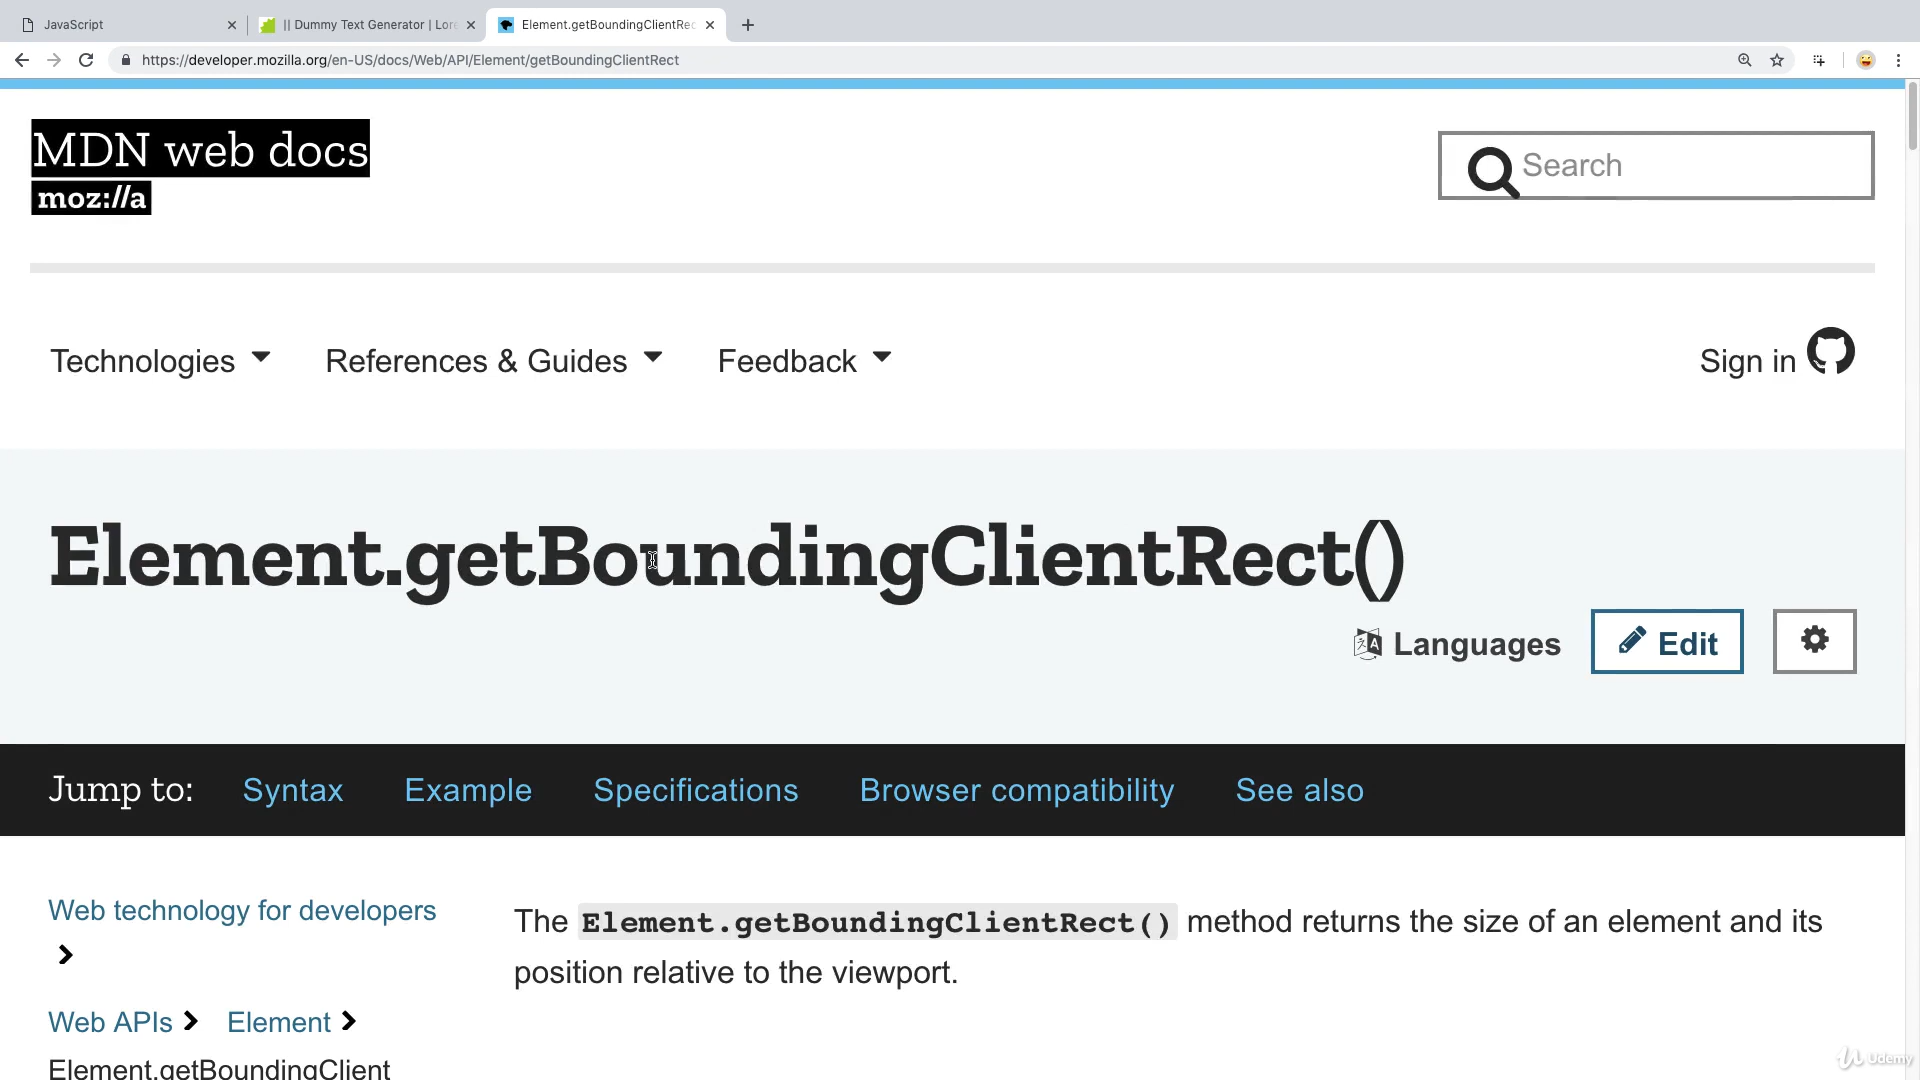 JavaScript
|| Dummy Text Generator | Lore
Element.getBoundingClientRec
https://developer.mozilla.org/en-US/docs/Web/API/Element/getBoundingClientRect
MDN web docs
moz://a
Search
Technologies
References & Guides
Feedback
Sign in
Element.getBoundingClientRect()
Languages
Edit
Jump to:
Syntax
Example
Specifications
Browser compatibility
See also
Web technology for developers
Web APIs
Element
Element.getBoundingClient
The Element.getBoundingClientRect() method returns the size of an element and its
position relative to the viewport.
Udemy